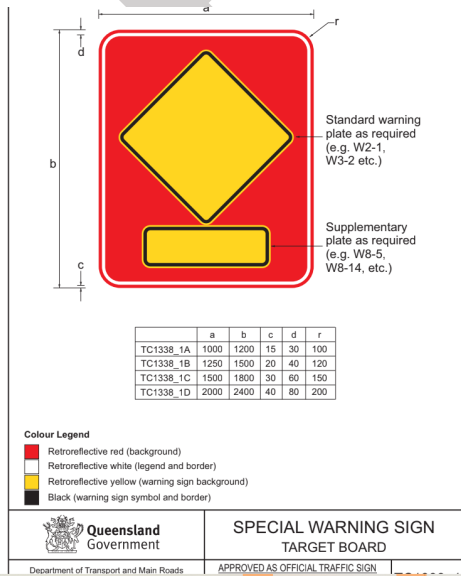 a
r
d
b
c
Standard warning
plate as required
(e.g. W2-1,
W3-2 etc.)
Supplementary
plate as required
(e.g. W8-5,
W8-14, etc.)
a b c d r
TC1338_1A 1000 1200 15 30 100
TC1338_1B 1250 1500 20 40 120
TC1338_1C 1500 1800 30 60 150
TC1338_1D 2000 2400 40 80 200
Colour Legend
Retroreflective red (background)
Retroreflective white (legend and border)
Retroreflective yellow (warning sign background)
Black (warning sign symbol and border)
Queensland
Government
SPECIAL WARNING SIGN
TARGET BOARD
Department of Transport and Main Roads
APPROVED AS OFFICIAL TRAFFIC SIGN